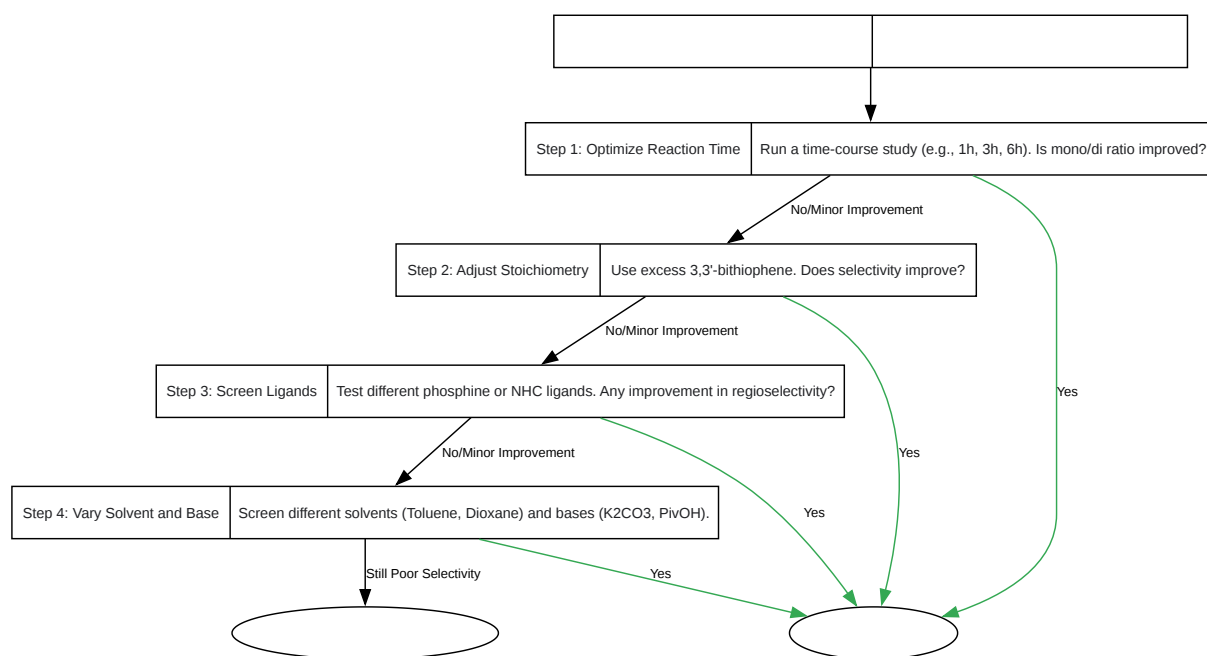 Step 1: Optimize Reaction Time
Run a time-course study (e.g., 1h, 3h, 6h). Is mono/di ratio improved?
No/Minor Improvement
Step 2: Adjust Stoichiometry
Use excess 3,3'-bithiophene. Does selectivity improve?
No/Minor Improvement
Step 3: Screen Ligands
Test different phosphine or NHC ligands. Any improvement in regioselectivity?
Yes
No/Minor Improvement
Yes
Step 4: Vary Solvent and Base
Screen different solvents (Toluene, Dioxane) and bases (K2CO3, PivOH).
Yes
Still Poor Selectivity
Yes